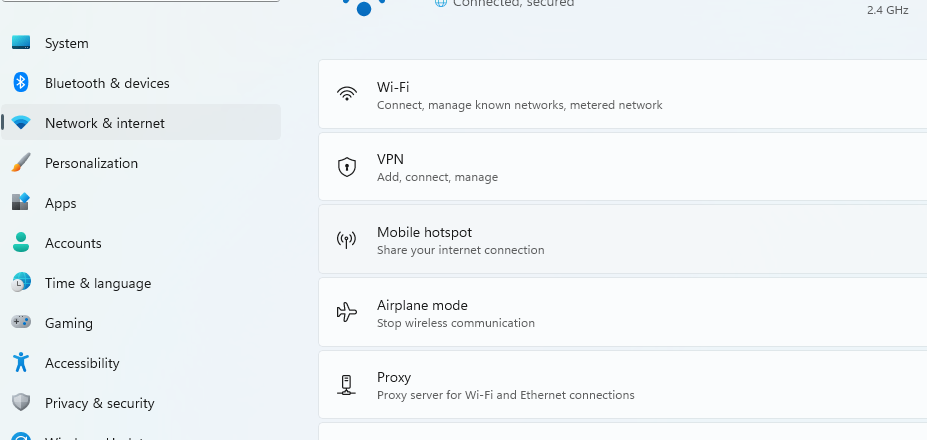 Connected, secured
2.4 GHz
System
Bluetooth & devices
Network & internet
Personalization
Apps
Accounts
Time & language
Gaming
Accessibility
Privacy & security
Wi-Fi
Connect, manage known networks, metered network
VPN
Add, connect, manage
Mobile hotspot
Share your internet connection
Airplane mode
Stop wireless communication
Proxy
Proxy server for Wi-Fi and Ethernet connections